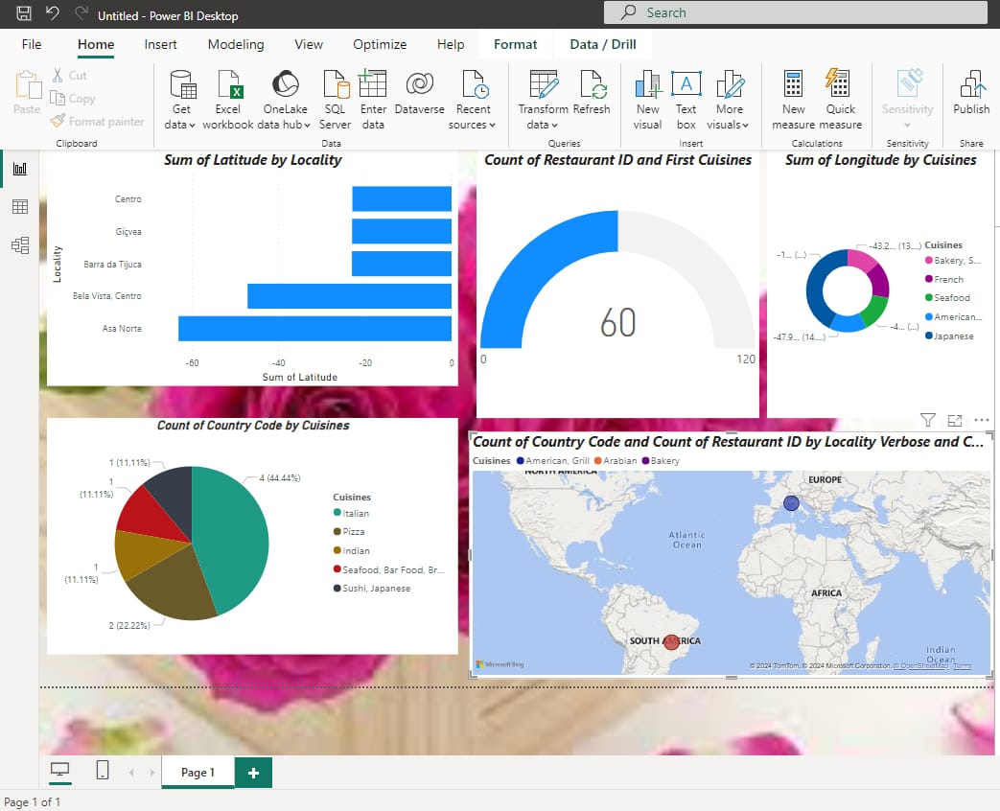 Untitled - Power BI Desktop
Search
File Home Insert Modeling View Optimize Help Format Data / Drill
Paste
Cut
Copy
Format painter
Clipboard
Get data
Excel workbook
OneLake data hub
SQL Server
Enter data
Dataverse
Recent sources
Data
Transform data
Refresh
Queries
New visual
Text box
More visuals
Insert
New measure
Quick measure
Calculations
Sensitivity
Sensitivity
Publish
Share
Sum of Latitude by Locality
Locality
Centro
Gíçvea
Barra da Tijuca
Bela Vista, Centro
Asa Norte
-60 -40 -20 0
Sum of Latitude
Count of Restaurant ID and First Cuisines
60
0 120
Sum of Longitude by Cuisines
-43.2... (13...)
-1... (...)
-4... (...)
-47.9... (14....)
Cuisines
Bakery, S...
French
Seafood
American...
Japanese
Count of Country Code by Cuisines
1 (11.11%)
4 (44.44%)
1
(11.11%)
1
(11.11%)
2 (22.22%)
Cuisines
Italian
Pizza
Indian
Seafood, Bar Food, Br...
Sushi, Japanese
Count of Country Code and Count of Restaurant ID by Locality Verbose and C...
Cuisines American, Grill Arabian Bakery
NORTH AMERICA
EUROPE
Atlantic
Ocean
AFRICA
SOUTH AMERICA
Indian
Ocean
Microsoft Bing
© 2024 TomTom, © 2024 Microsoft Corporation, © OpenStreetMap Terms
Page 1
Page 1 of 1